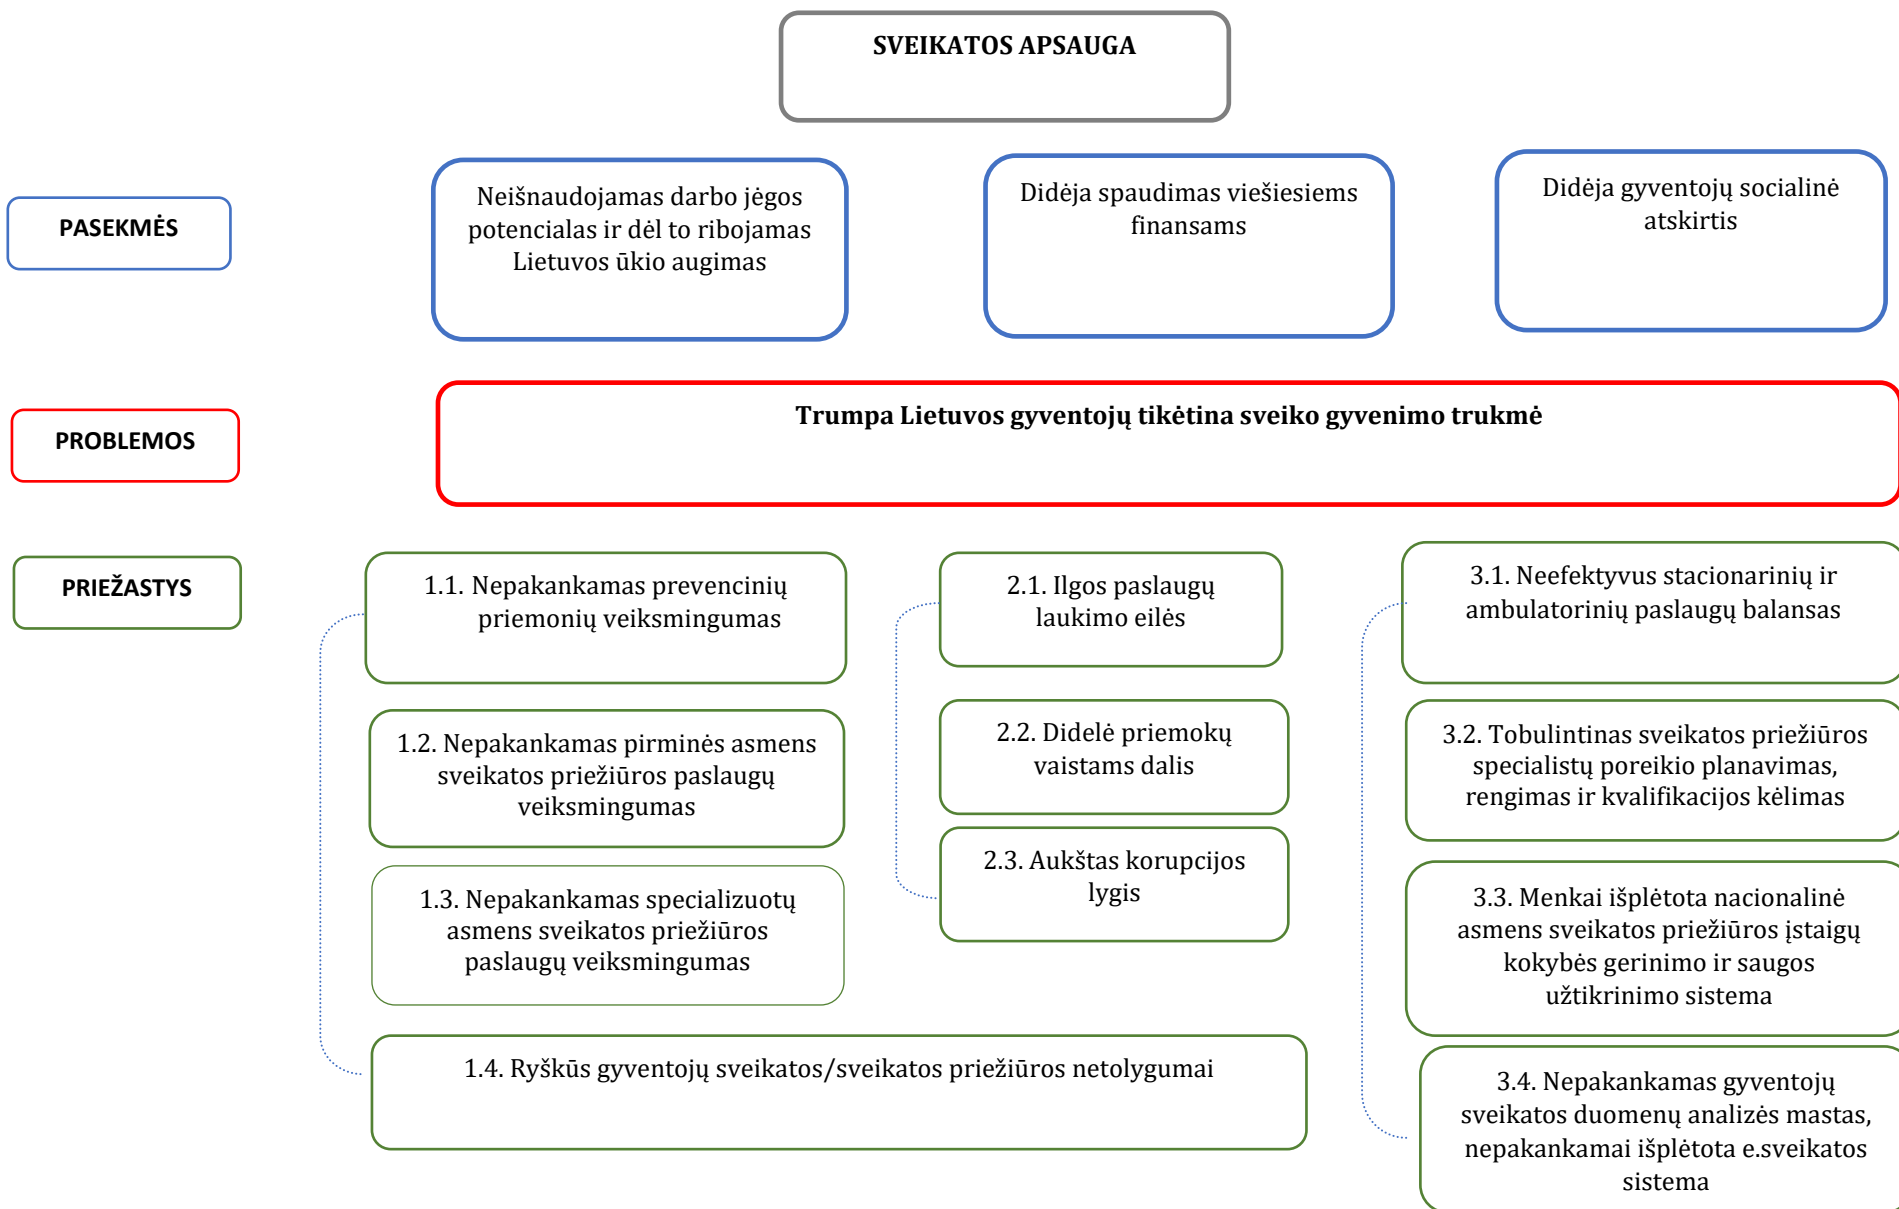 SVEIKATOS APSAUGA
PASEKMĖS
Neišnaudojamas darbo jėgos
potencialas ir dėl to ribojamas
Lietuvos ūkio augimas
Didėja spaudimas viešiesiems
finansams
Didėja gyventojų socialinė
atskirtis
PROBLEMOS
Trumpa Lietuvos gyventojų tikėtina sveiko gyvenimo trukmė
PRIEŽASTYS
1.1. Nepakankamas prevencinių
priemonių veiksmingumas
1.2. Nepakankamas pirminės asmens
sveikatos priežiūros paslaugų
veiksmingumas
1.3. Nepakankamas specializuotų
asmens sveikatos priežiūros
paslaugų veiksmingumas
1.4. Ryškūs gyventojų sveikatos/sveikatos priežiūros netolygumai
2.1. Ilgos paslaugų
laukimo eilės
2.2. Didelė priemokų
vaistams dalis
2.3. Aukštas korupcijos
lygis
3.1. Neefektyvus stacionarinių ir
ambulatorinių paslaugų balansas
3.2. Tobulintinas sveikatos priežiūros
specialistų poreikio planavimas,
rengimas ir kvalifikacijos kėlimas
3.3. Menkai išplėtota nacionalinė
asmens sveikatos priežiūros įstaigų
kokybės gerinimo ir saugos
užtikrinimo sistema
3.4. Nepakankamas gyventojų
sveikatos duomenų analizės mastas,
nepakankamai išplėtota e.sveikatos
sistema